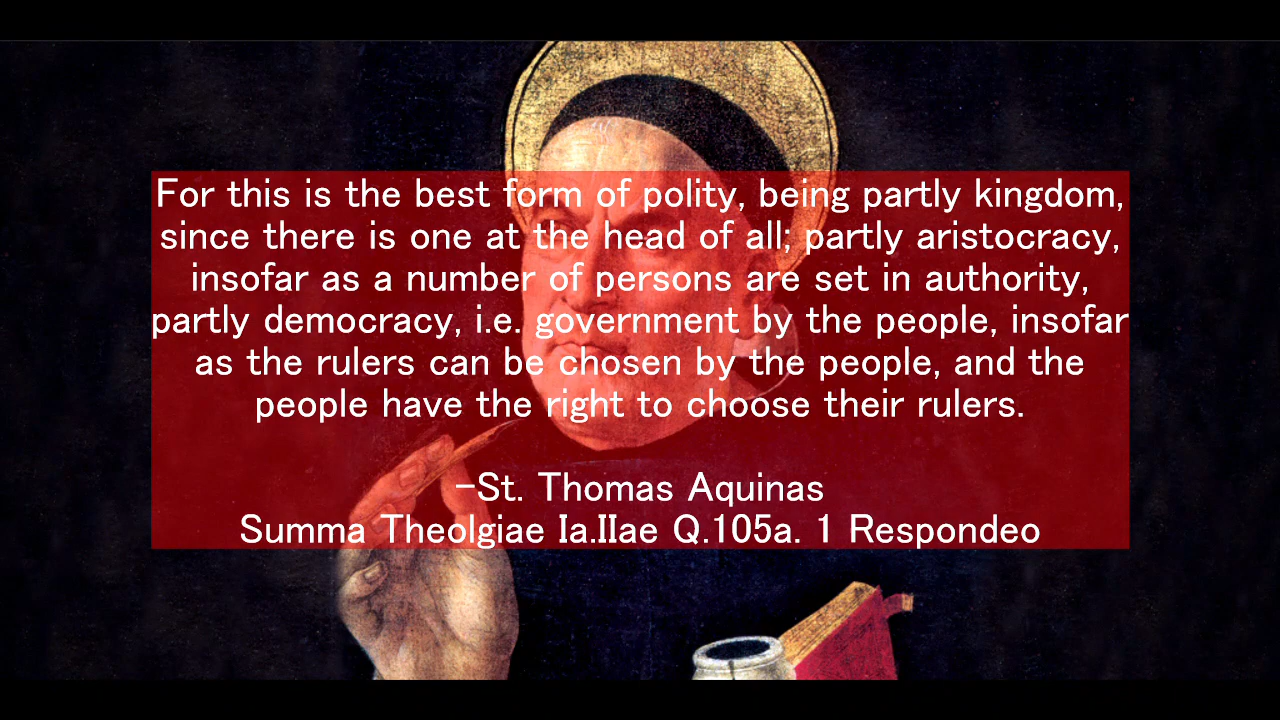 For this is the best form of polity, being partly kingdom,
since there is one at the head of all; partly aristocracy,
insofar as a number of persons are set in authority,
partly democracy, i.e. government by the people, insofar
as the rulers can be chosen by the people, and the
people have the right to choose their rulers.
-St. Thomas Aquinas
Summa Theolgiae Ia.IIae Q.105a. 1 Respondeo